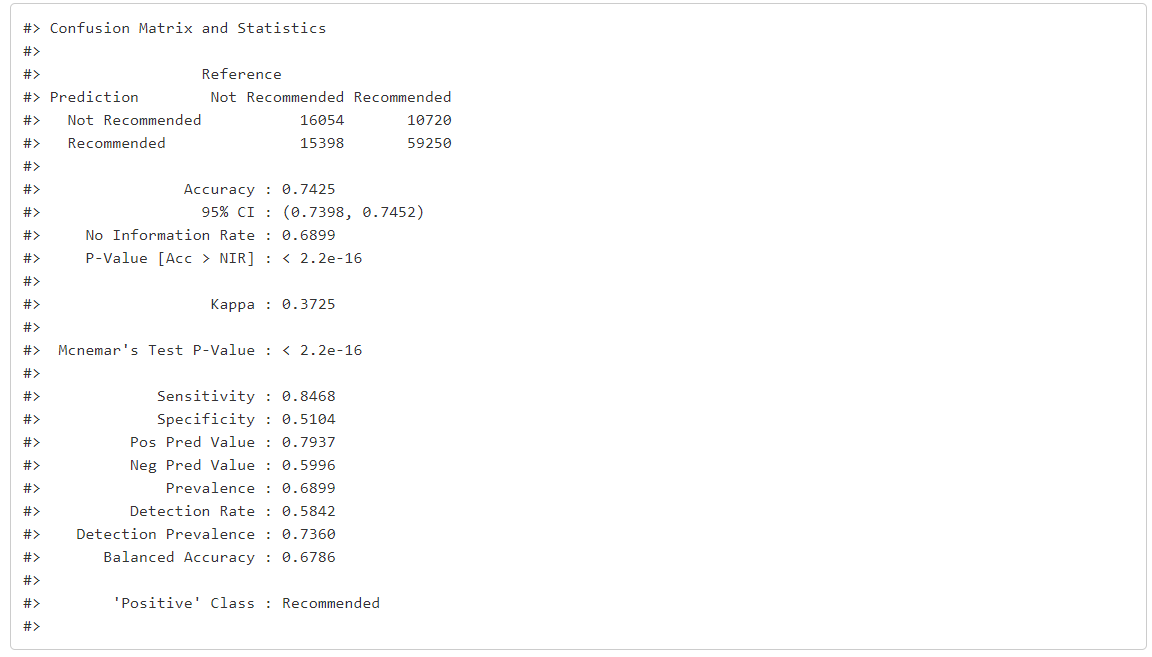 #> Confusion Matrix and Statistics
#>
#>                  Reference
#> Prediction        Not Recommended Recommended
#>   Not Recommended           16054       10720
#>   Recommended               15398       59250
#>
#>                Accuracy : 0.7425
#>                  95% CI : (0.7398, 0.7452)
#>     No Information Rate : 0.6899
#>     P-Value [Acc > NIR] : < 2.2e-16
#>
#>                   Kappa : 0.3725
#>
#>  Mcnemar's Test P-Value : < 2.2e-16
#>
#>             Sensitivity : 0.8468
#>             Specificity : 0.5104
#>          Pos Pred Value : 0.7937
#>          Neg Pred Value : 0.5996
#>              Prevalence : 0.6899
#>          Detection Rate : 0.5842
#>    Detection Prevalence : 0.7360
#>       Balanced Accuracy : 0.6786
#>
#>        'Positive' Class : Recommended
#>